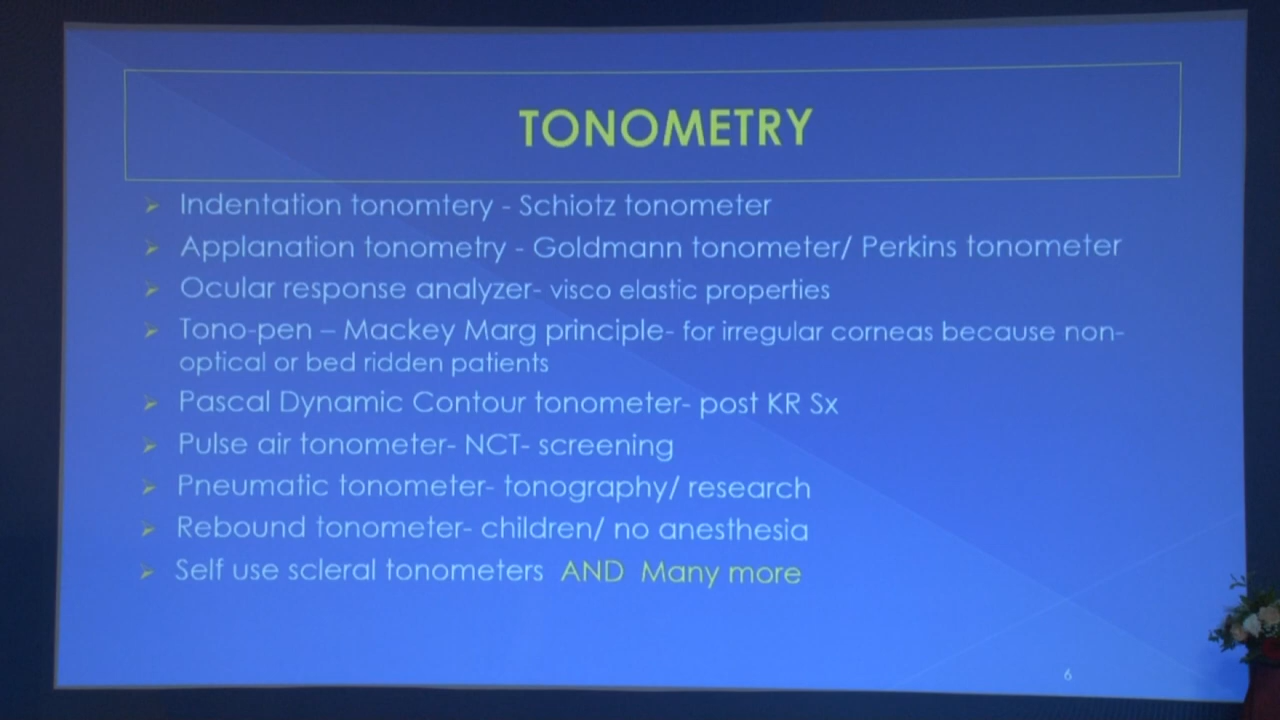 TONOMETRY
Indentation tonomtery - Schiotz tonometer
Applanation tonometry - Goldmann tonometer/ Perkins tonometer
Ocular response analyzer- visco elastic properties
Tono-pen – Mackey Marg principle- for irregular corneas because non-
optical or bed ridden patients
Pascal Dynamic Contour tonometer- post KR Sx
Pulse air tonometer- NCT- screening
Pneumatic tonometer- tonography/ research
Rebound tonometer- children/ no anesthesia
Self use scleral tonometers AND Many more
6